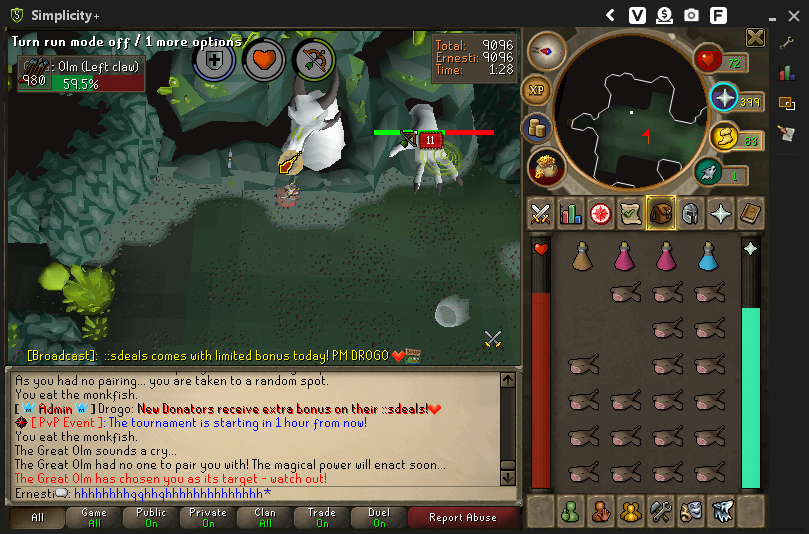 Simplicity+
V
F
Turn run mode off / 1 more options
Total: 9096
Ernesti: 9096
Time: 1:28
: Olm (Left claw)
980
59.5%
11
72
XP
399
83
1
[Broadcast]: ::sdeals comes with limited bonus today! PM DROGO
As you had no pairing... you are taken to a random spot.
You eat the monkfish.
[ Admin ] Drogo: New Donators receive extra bonus on their ::sdeals!
[ PvP Event ]: The tournament is starting in 1 hour from now!
You eat the monkfish.
The Great Olm sounds a cry...
The Great Olm had no one to pair you with! The magical power will enact soon...
The Great Olm has chosen you as its target - watch out!
Ernesti: hhhhhhhhqqhhqhhhhhhhhhhhhhhh*
All
Game
All
Public
On
Private
On
Clan
All
Trade
On
Duel
On
Report Abuse